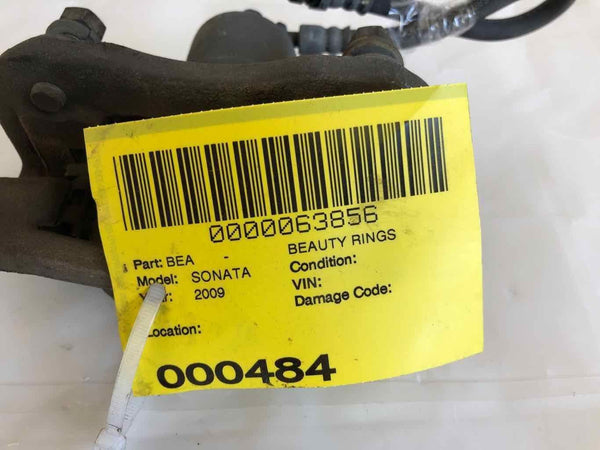 0000063856
Part: BEA - BEAUTY RINGS
Model: SONATA Condition:
2009 VIN:
Damage Code:
Location:
000484